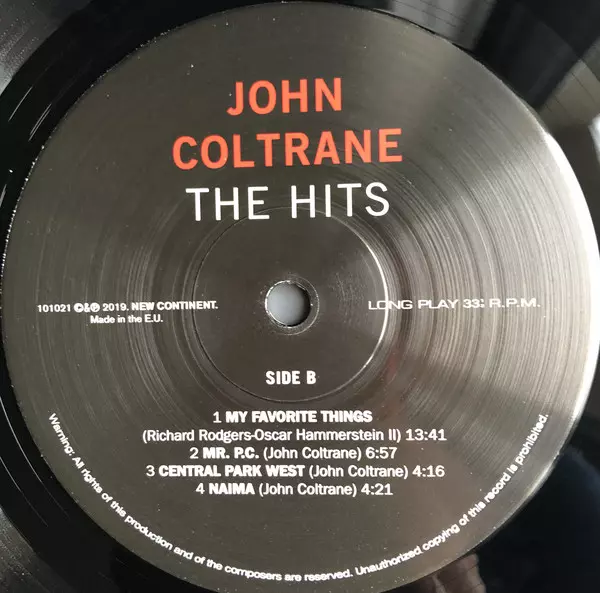 JOHN
COLTRANE
THE HITS
101021 ©&℗ 2019. NEW CONTINENT.
Made in the E.U.
LONG PLAY 33⅓ R.P.M.
SIDE B
1 MY FAVORITE THINGS
(Richard Rodgers-Oscar Hammerstein II) 13:41
2 MR. P.C. (John Coltrane) 6:57
3 CENTRAL PARK WEST (John Coltrane) 4:16
4 NAIMA (John Coltrane) 4:21
Warning: All rights of this production and of the composers are reserved. Unauthorized copying of this record is prohibited.